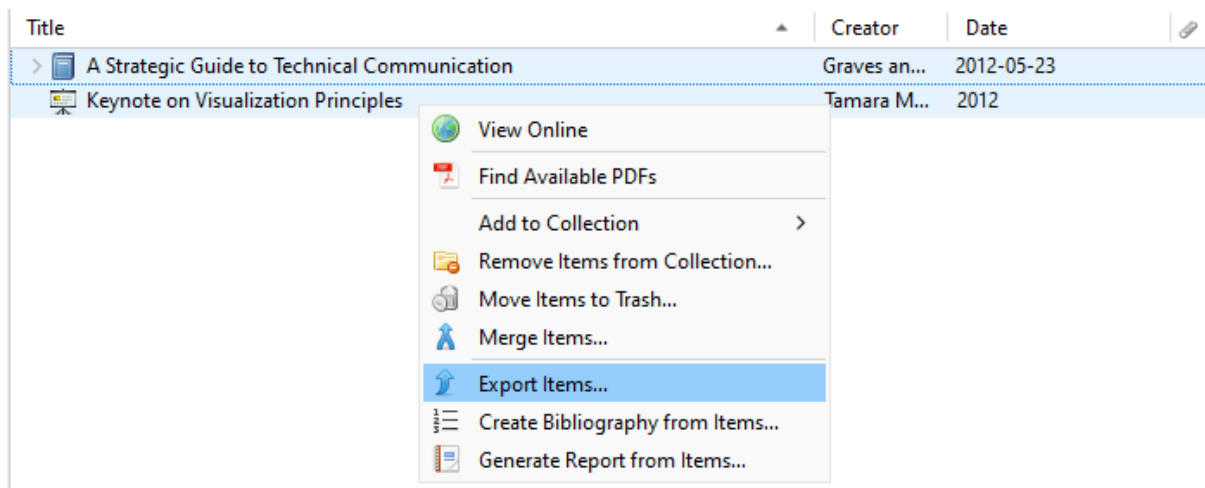 Title Creator Date
A Strategic Guide to Technical Communication Graves an... 2012-05-23
Keynote on Visualization Principles Tamara M... 2012
View Online
Find Available PDFs
Add to Collection
Remove Items from Collection...
Move Items to Trash...
Merge Items...
Export Items...
Create Bibliography from Items...
Generate Report from Items...